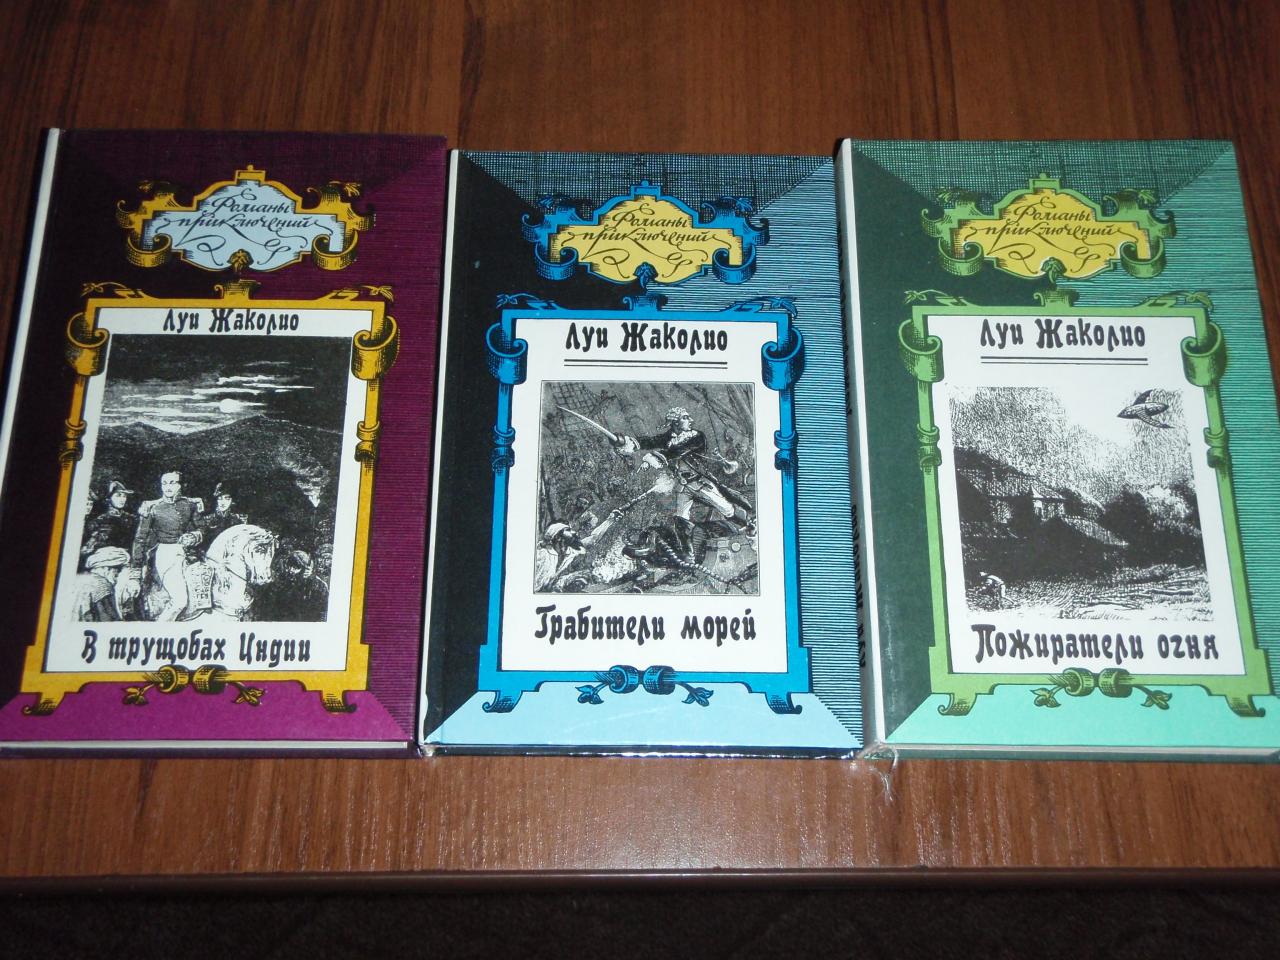 Романы
приключений
Луи Жаколио
В трущобах Индии
Романы
приключений
Луи Жаколио
Грабители морей
Романы
приключений
Луи Жаколио
Пожиратели огня